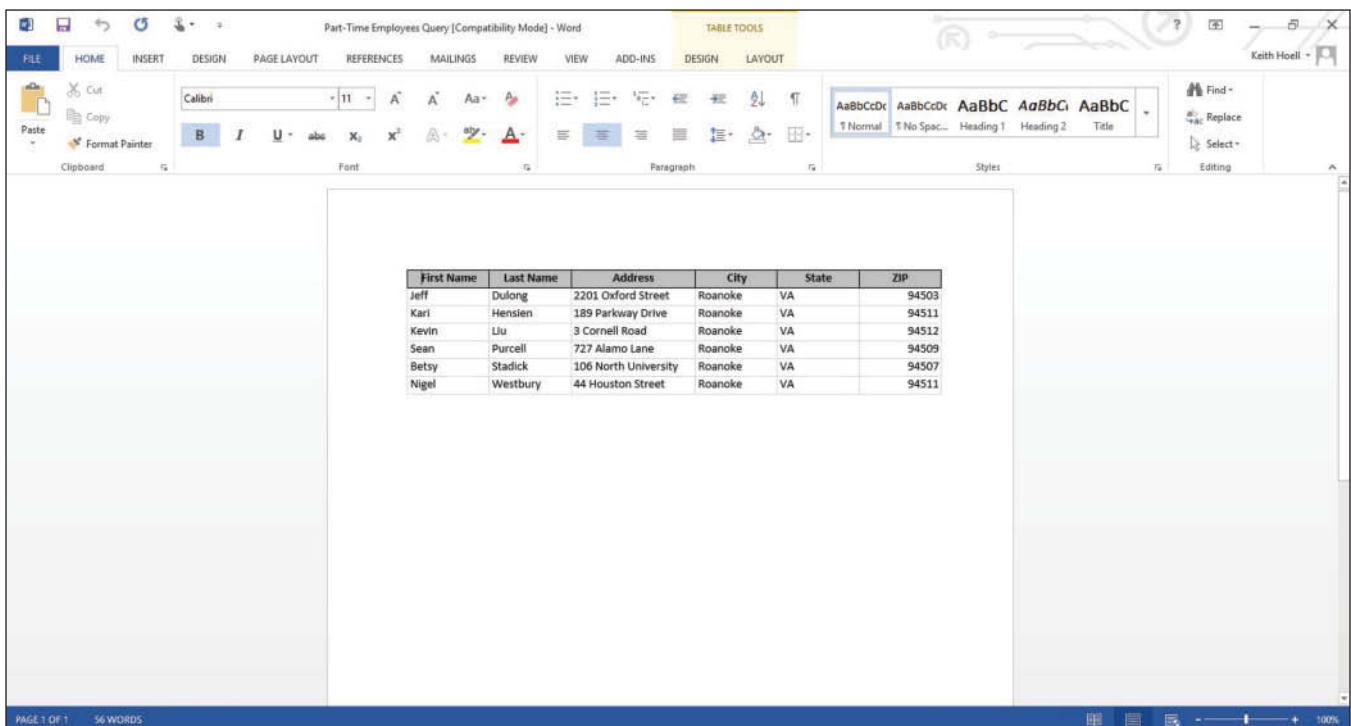 Part-Time Employees Query [Compatibility Mode] - Word TABLE TOOLS ?
FILE HOME INSERT DESIGN PAGE LAYOUT REFERENCES MAILINGS REVIEW VIEW ADD-INS DESIGN LAYOUT Keith Hoell
Paste
Cut
Copy
Format Painter
Clipboard
Calibri 11 A A Aa
B I U abc X₂ X² A aby A
Font
Paragraph
AaBbCcDc AaBbCcDc AaBbC AaBbCi AaBbC
¶ Normal ¶ No Spac... Heading 1 Heading 2 Title
Styles
Find
Replace
Select
Editing
First Name Last Name Address City State ZIP
Jeff Dulong 2201 Oxford Street Roanoke VA 94503
Kari Hensien 189 Parkway Drive Roanoke VA 94511
Kevin Liu 3 Cornell Road Roanoke VA 94512
Sean Purcell 727 Alamo Lane Roanoke VA 94509
Betsy Stadick 106 North University Roanoke VA 94507
Nigel Westbury 44 Houston Street Roanoke VA 94511
PAGE 1 OF 1 56 WORDS 100%